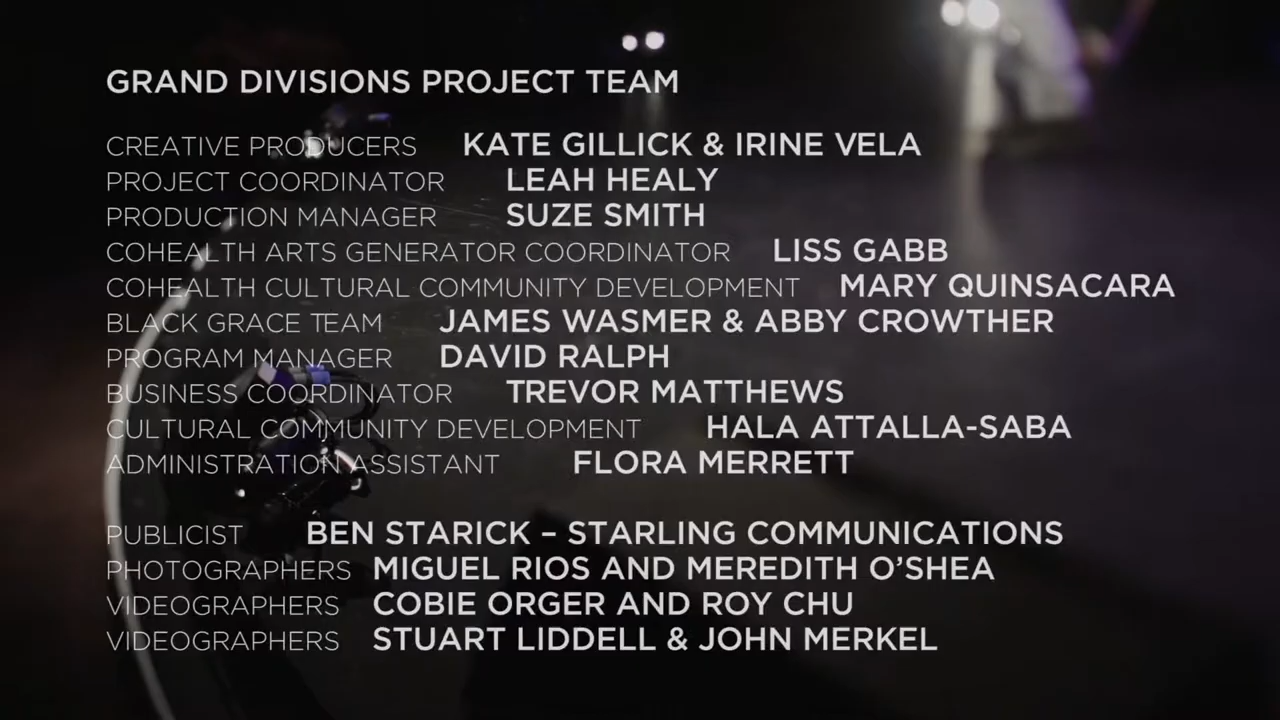 GRAND DIVISIONS PROJECT TEAM
CREATIVE PRODUCERS KATE GILLICK & IRINE VELA
PROJECT COORDINATOR LEAH HEALY
PRODUCTION MANAGER SUZE SMITH
COHEALTH ARTS GENERATOR COORDINATOR LISS GABB
COHEALTH CULTURAL COMMUNITY DEVELOPMENT MARY QUINSACARA
BLACK GRACE TEAM JAMES WASMER & ABBY CROWTHER
PROGRAM MANAGER DAVID RALPH
BUSINESS COORDINATOR TREVOR MATTHEWS
CULTURAL COMMUNITY DEVELOPMENT HALA ATTALLA-SABA
ADMINISTRATION ASSISTANT FLORA MERRETT
PUBLICIST BEN STARICK – STARLING COMMUNICATIONS
PHOTOGRAPHERS MIGUEL RIOS AND MEREDITH O’SHEA
VIDEOGRAPHERS COBIE ORGER AND ROY CHU
VIDEOGRAPHERS STUART LIDDELL & JOHN MERKEL